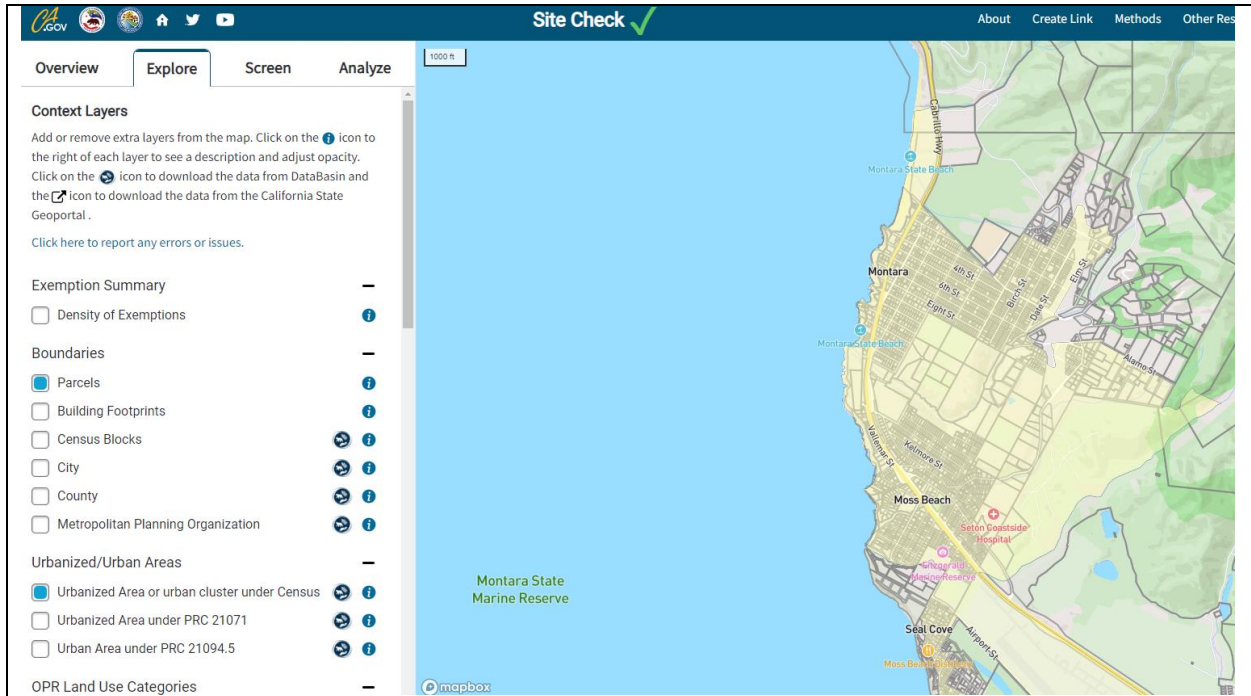 CA.GOV
Site Check
About Create Link Methods Other Res
Overview Explore Screen Analyze
Context Layers
Add or remove extra layers from the map. Click on the i icon to
the right of each layer to see a description and adjust opacity.
Click on the icon to download the data from DataBasin and
the icon to download the data from the California State
Geoportal .
Click here to report any errors or issues.
Exemption Summary
Density of Exemptions
Boundaries
Parcels
Building Footprints
Census Blocks
City
County
Metropolitan Planning Organization
Urbanized/Urban Areas
Urbanized Area or urban cluster under Census
Urbanized Area under PRC 21071
Urban Area under PRC 21094.5
OPR Land Use Categories
1000 ft
Cabrillo Hwy
Montara State Beach
Montara
4th St
6th St
Eight St
Birch St
Date St
Elm St
Montara State Beach
Alamo St
Vallemar St
Kelmore St
Moss Beach
Seton Coastside
Hospital
Fitzgerald
Marine Reserve
Montara State
Marine Reserve
Seal Cove
Airport St
Moss Beach Distillery
mapbox